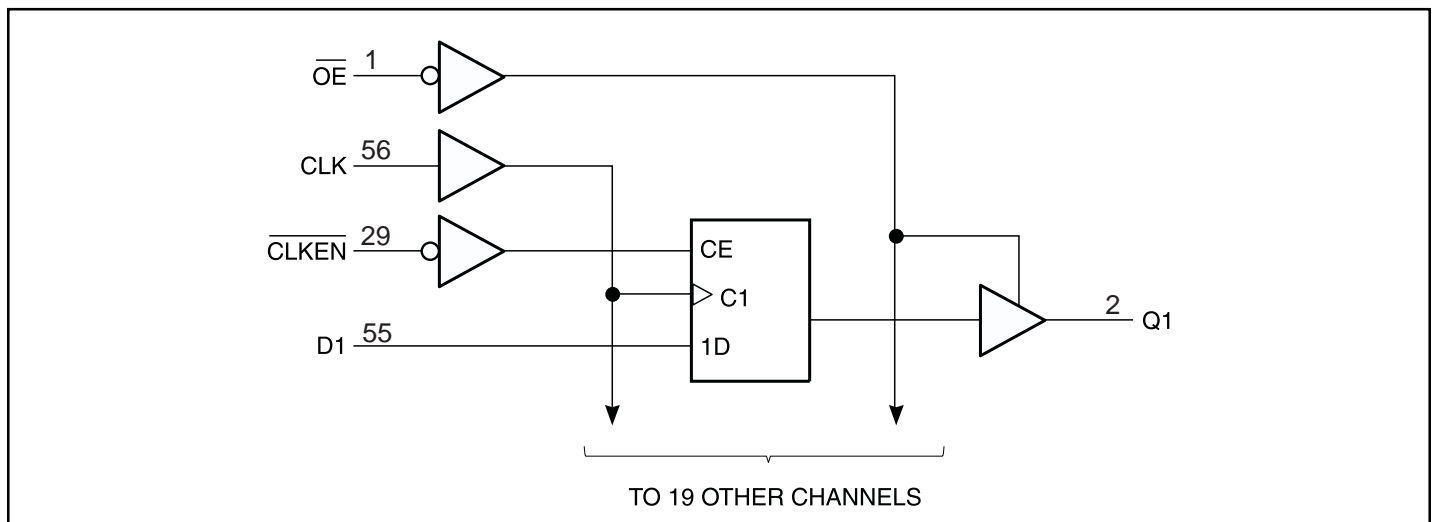 OE 1
CLK 56
CLKEN 29
D1 55
CE
C1
1D
2 Q1
TO 19 OTHER CHANNELS